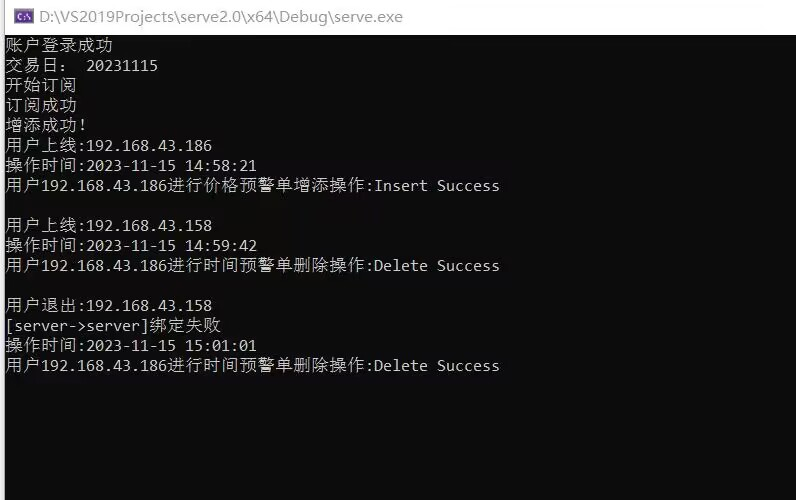 D:\VS2019Projects\serve2.0\x64\Debug\serve.exe
账户登录成功
交易日： 20231115
开始订阅
订阅成功
增添成功!
用户上线:192.168.43.186
操作时间:2023-11-15 14:58:21
用户192.168.43.186进行价格预警单增添操作:Insert Success
用户上线:192.168.43.158
操作时间:2023-11-15 14:59:42
用户192.168.43.186进行时间预警单删除操作:Delete Success
用户退出:192.168.43.158
[server->server]绑定失败
操作时间:2023-11-15 15:01:01
用户192.168.43.186进行时间预警单删除操作:Delete Success